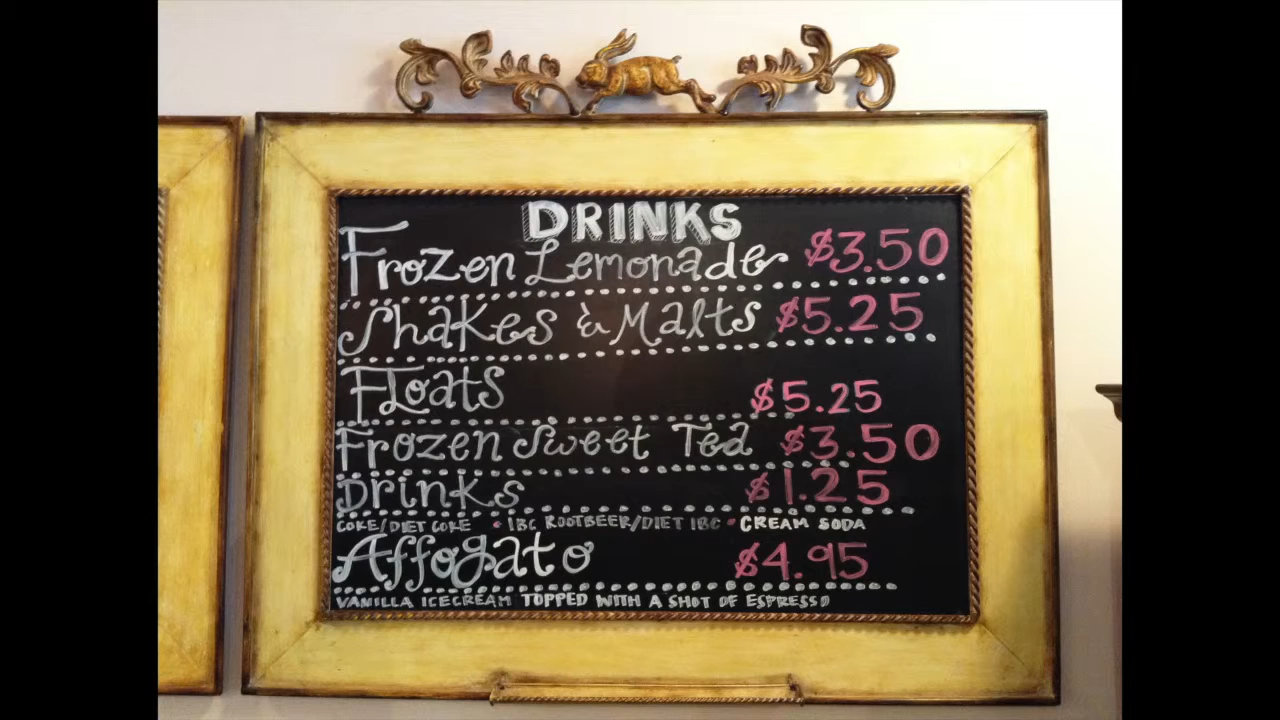 DRINKS
Frozen Lemonade $3.50
Shakes & Malts $5.25
Floats $5.25
Frozen Sweet Tea $3.50
Drinks $1.25
COKE/DIET COKE • IBC ROOTBEER/DIET IBC • CREAM SODA
Affogato $4.95
VANILLA ICECREAM TOPPED WITH A SHOT OF ESPRESSO